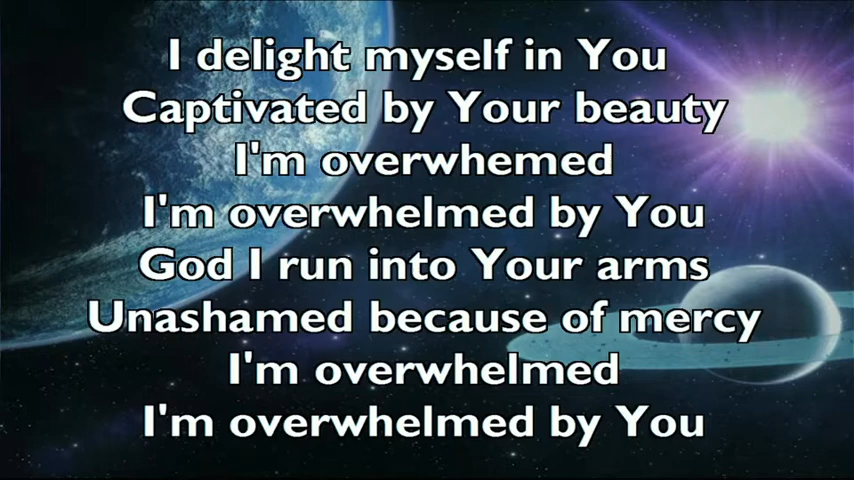 I delight myself in You
Captivated by Your beauty
I'm overwhemed
I'm overwhelmed by You
God I run into Your arms
Unashamed because of mercy
I'm overwhelmed
I'm overwhelmed by You